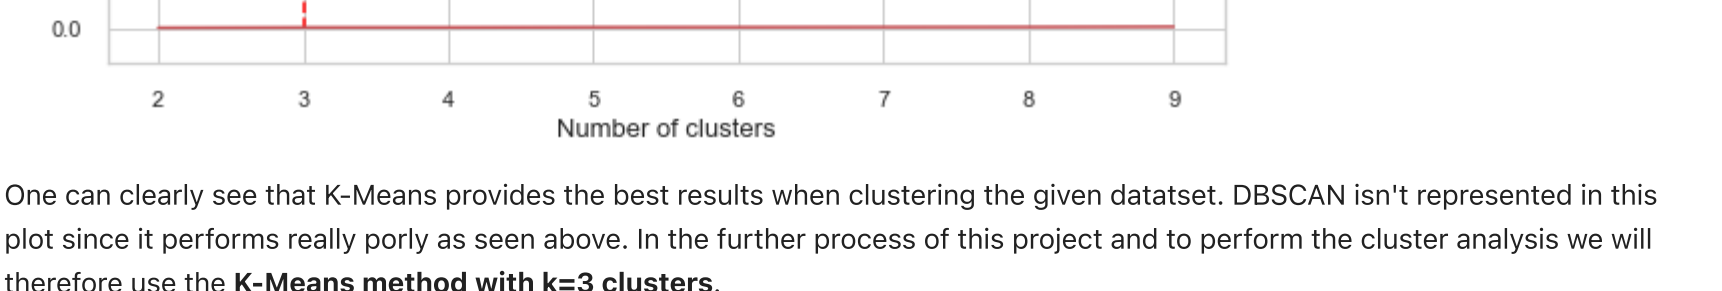 0.0
2 3 4 5 6 7 8 9
Number of clusters
One can clearly see that K-Means provides the best results when clustering the given datatset. DBSCAN isn't represented in this
plot since it performs really porly as seen above. In the further process of this project and to perform the cluster analysis we will
therefore use the K-Means method with k=3 clusters.